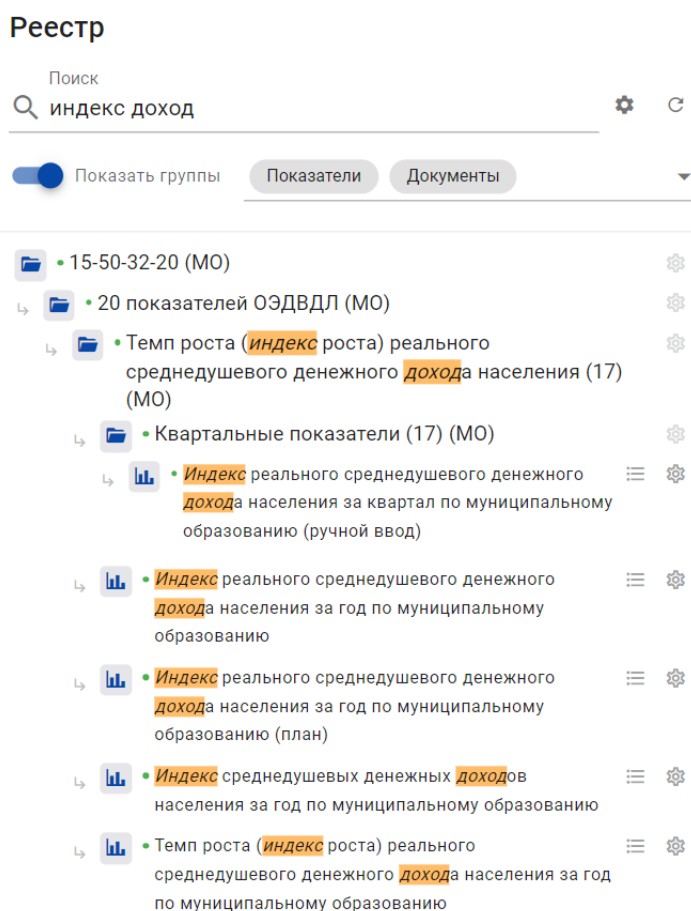 Реестр
Поиск
индекс доход
Показать группы Показатели Документы
15-50-32-20 (МО)
20 показателей ОЭДВДЛ (МО)
Темп роста (индекс роста) реального
среднедушевого денежного дохода населения (17)
(МО)
Квартальные показатели (17) (МО)
Индекс реального среднедушевого денежного
дохода населения за квартал по муниципальному
образованию (ручной ввод)
Индекс реального среднедушевого денежного
дохода населения за год по муниципальному
образованию
Индекс реального среднедушевого денежного
дохода населения за год по муниципальному
образованию (план)
Индекс среднедушевых денежных доходов
населения за год по муниципальному образованию
Темп роста (индекс роста) реального
среднедушевого денежного дохода населения за год
по муниципальному образованию